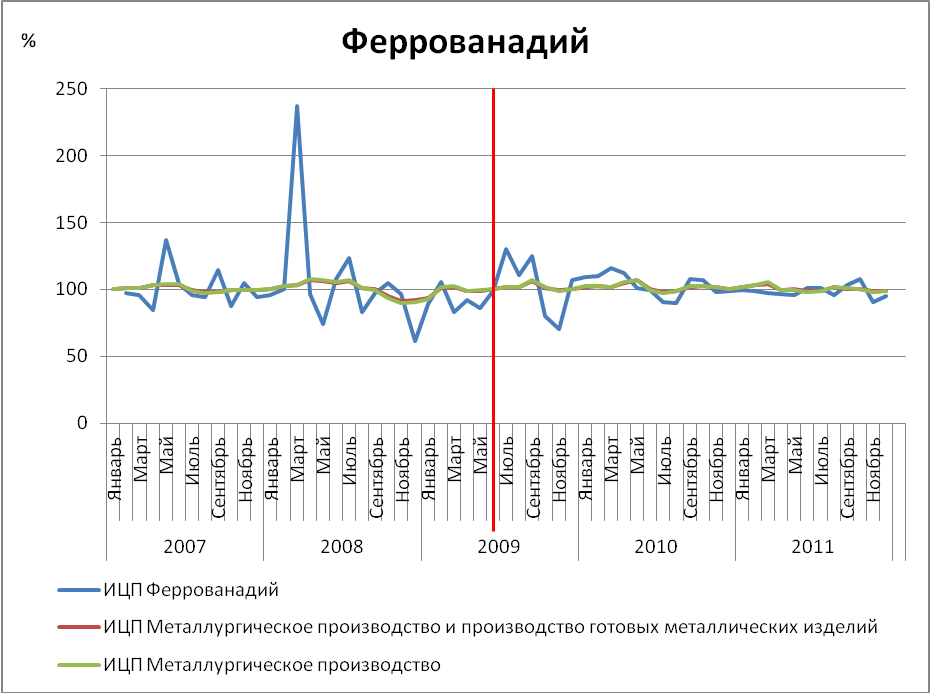 %
Феррованадий
250
200
150
100
50
0
Январь Март Май Июль Сентябрь Ноябрь Январь Март Май Июль Сентябрь Ноябрь Январь Март Май Июль Сентябрь Ноябрь Январь Март Май Июль Сентябрь Ноябрь Январь Март Май Июль Сентябрь Ноябрь
2007 2008 2009 2010 2011
ИЦП Феррованадий
ИЦП Металлургическое производство и производство готовых металлических изделий
ИЦП Металлургическое производство